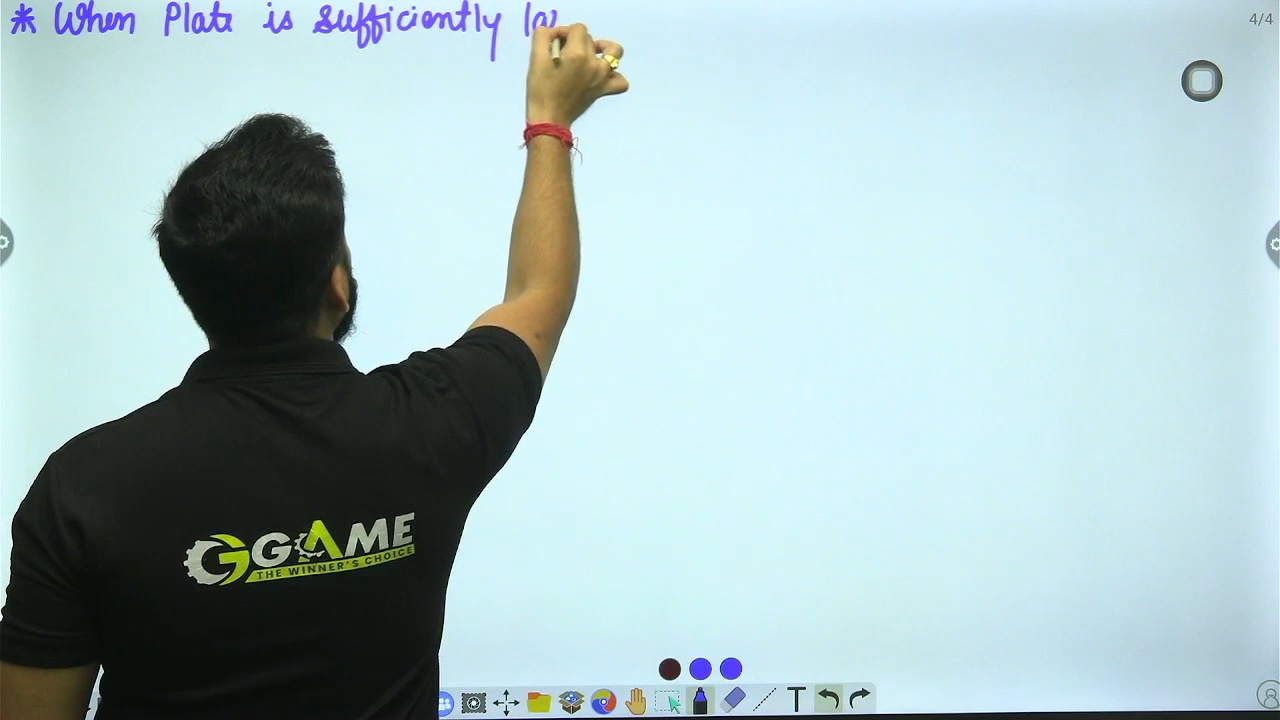 * When Plate is sufficiently
4/4
GGAME
THE WINNER'S CHOICE
T